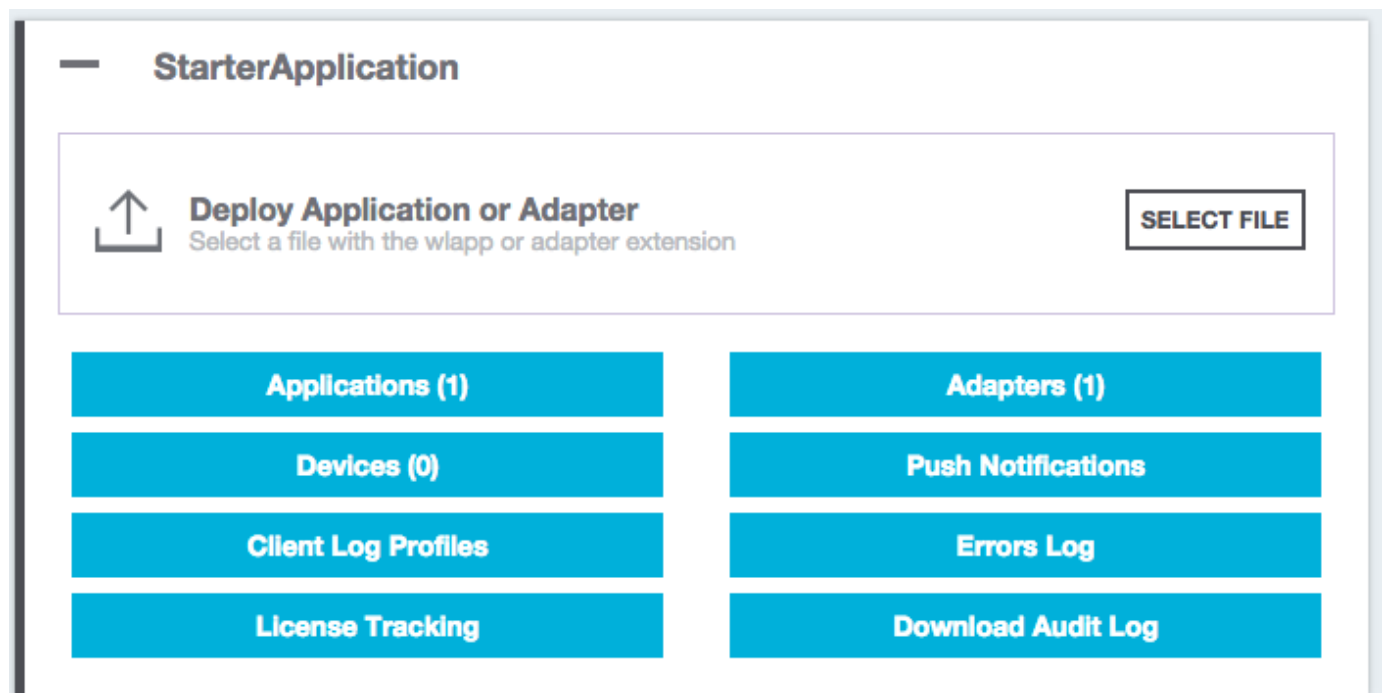 StarterApplication
Deploy Application or Adapter
Select a file with the wlapp or adapter extension
SELECT FILE
Applications (1)
Adapters (1)
Devices (0)
Push Notifications
Client Log Profiles
Errors Log
License Tracking
Download Audit Log